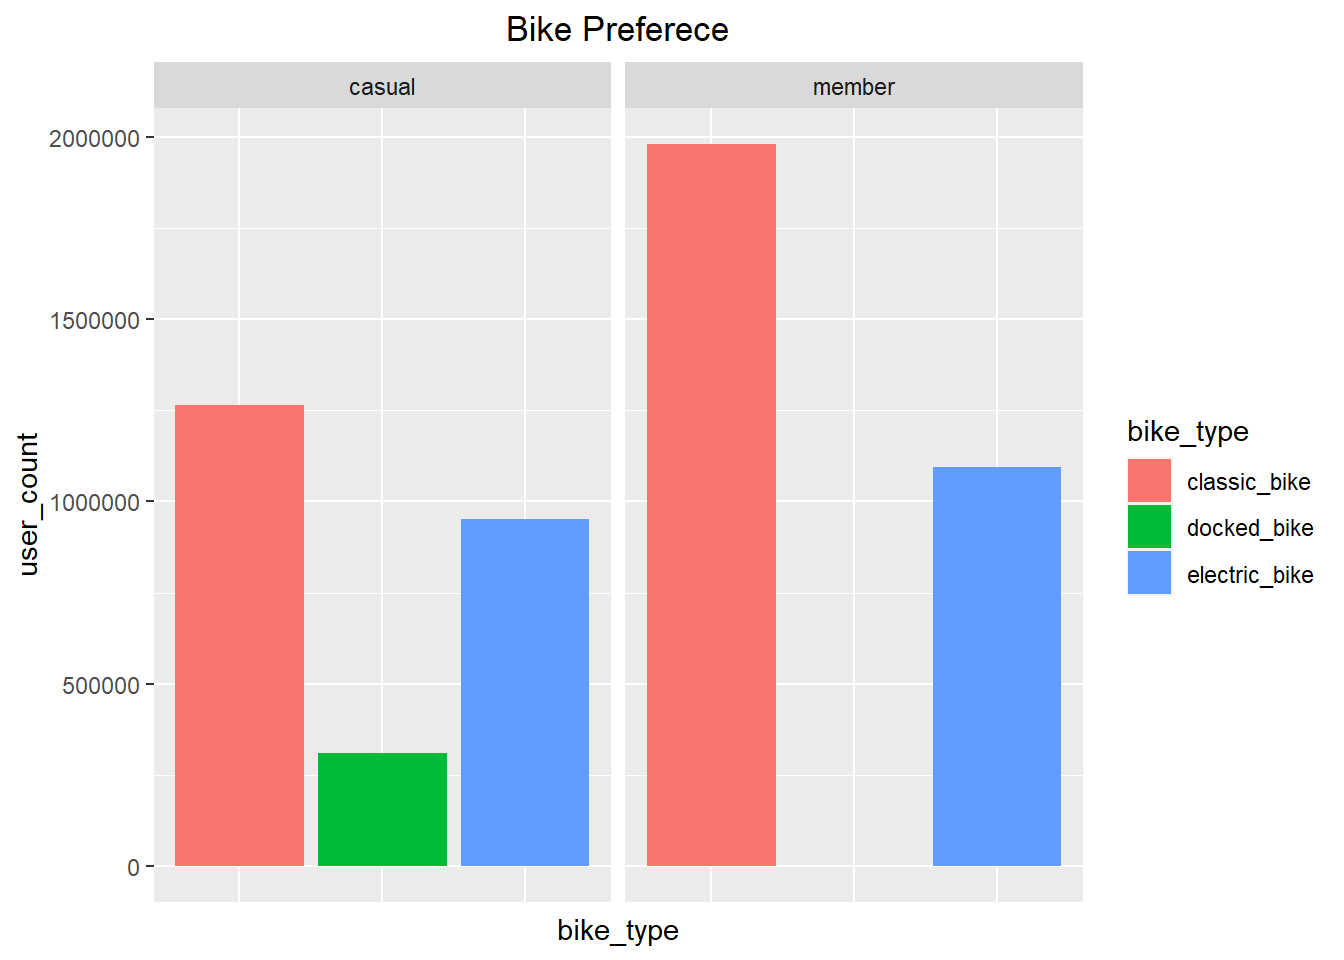 Bike Preferece
casual
member
2000000
1500000
1000000
500000
0
user_count
bike_type
bike_type
classic_bike
docked_bike
electric_bike